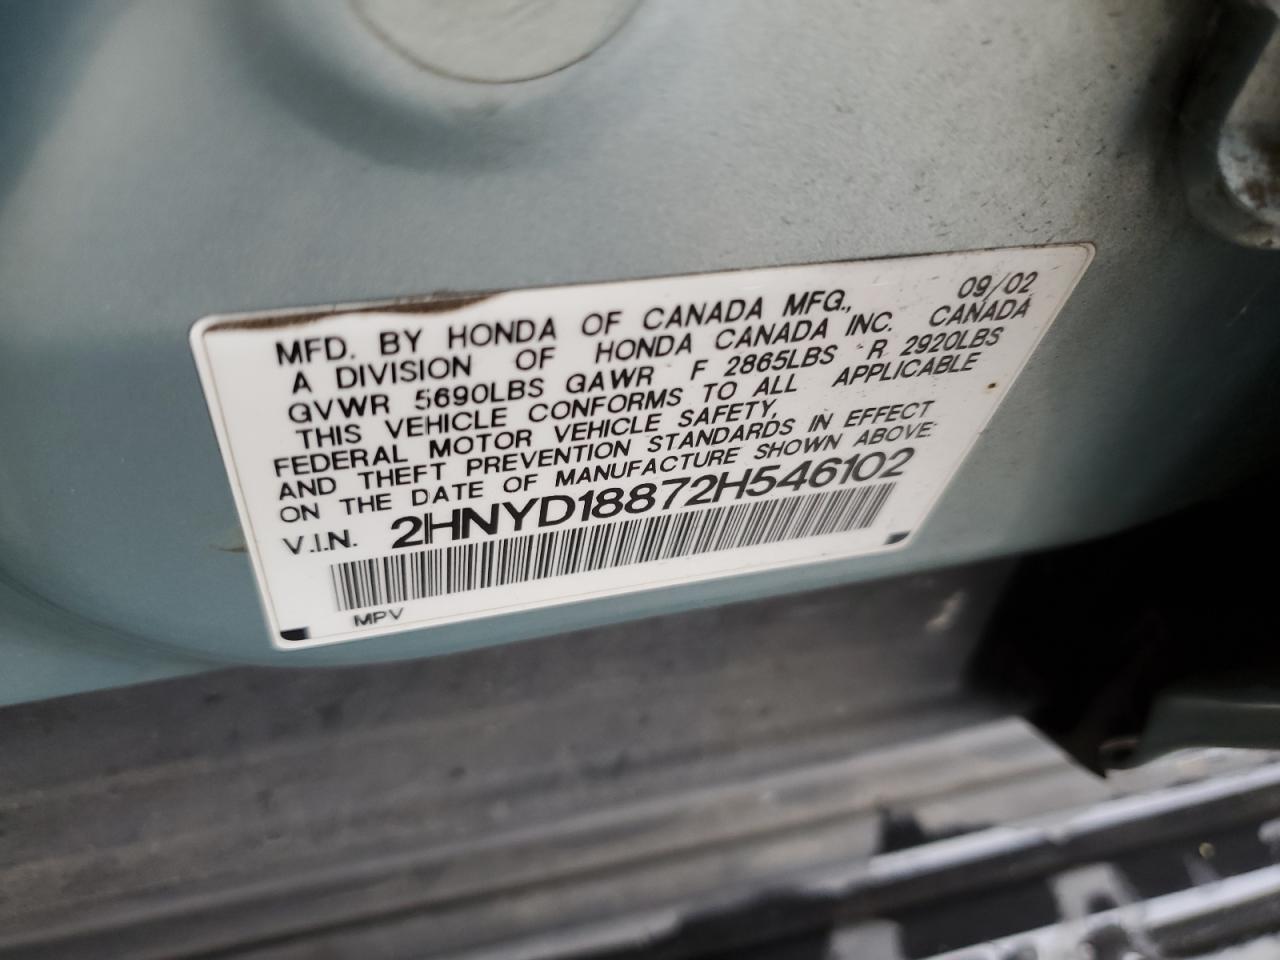 MFD. BY HONDA OF CANADA MFG., 09/02
A DIVISION OF HONDA CANADA INC. CANADA
GVWR 5690LBS GAWR F 2865LBS R 2920LBS
THIS VEHICLE CONFORMS TO ALL APPLICABLE
FEDERAL MOTOR VEHICLE SAFETY,
AND THEFT PREVENTION STANDARDS IN EFFECT
ON THE DATE OF MANUFACTURE SHOWN ABOVE.
V.I.N. 2HNYD18872H546102
MPV